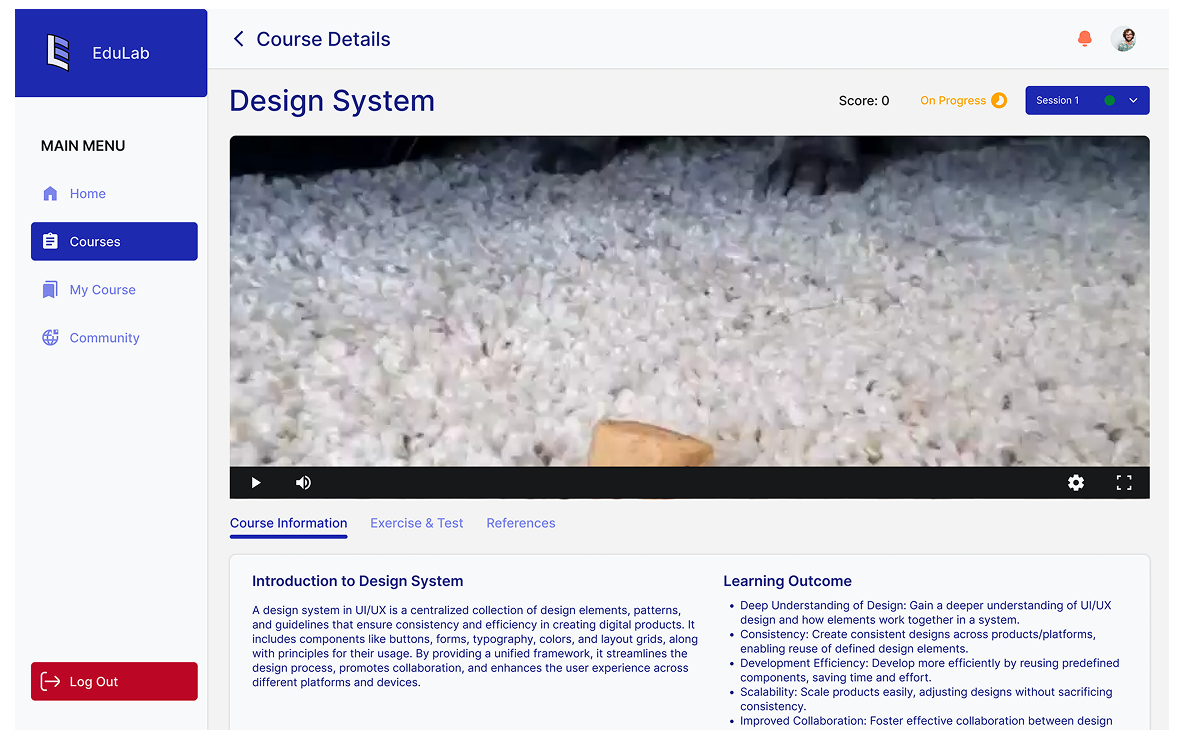 EduLab
Course Details
Design System
Score: 0
On Progress
Session 1
MAIN MENU
Home
Courses
My Course
Community
Log Out
Course Information
Exercise & Test
References
Introduction to Design System
A design system in UI/UX is a centralized collection of design elements, patterns,
and guidelines that ensure consistency and efficiency in creating digital products. It
includes components like buttons, forms, typography, colors, and layout grids, along
with principles for their usage. By providing a unified framework, it streamlines the
design process, promotes collaboration, and enhances the user experience across
different platforms and devices.
Learning Outcome
• Deep Understanding of Design: Gain a deeper understanding of UI/UX
design and how elements work together in a system.
• Consistency: Create consistent designs across products/platforms,
enabling reuse of defined design elements.
• Development Efficiency: Develop more efficiently by reusing predefined
components, saving time and effort.
• Scalability: Scale products easily, adjusting designs without sacrificing
consistency.
• Improved Collaboration: Foster effective collaboration between design